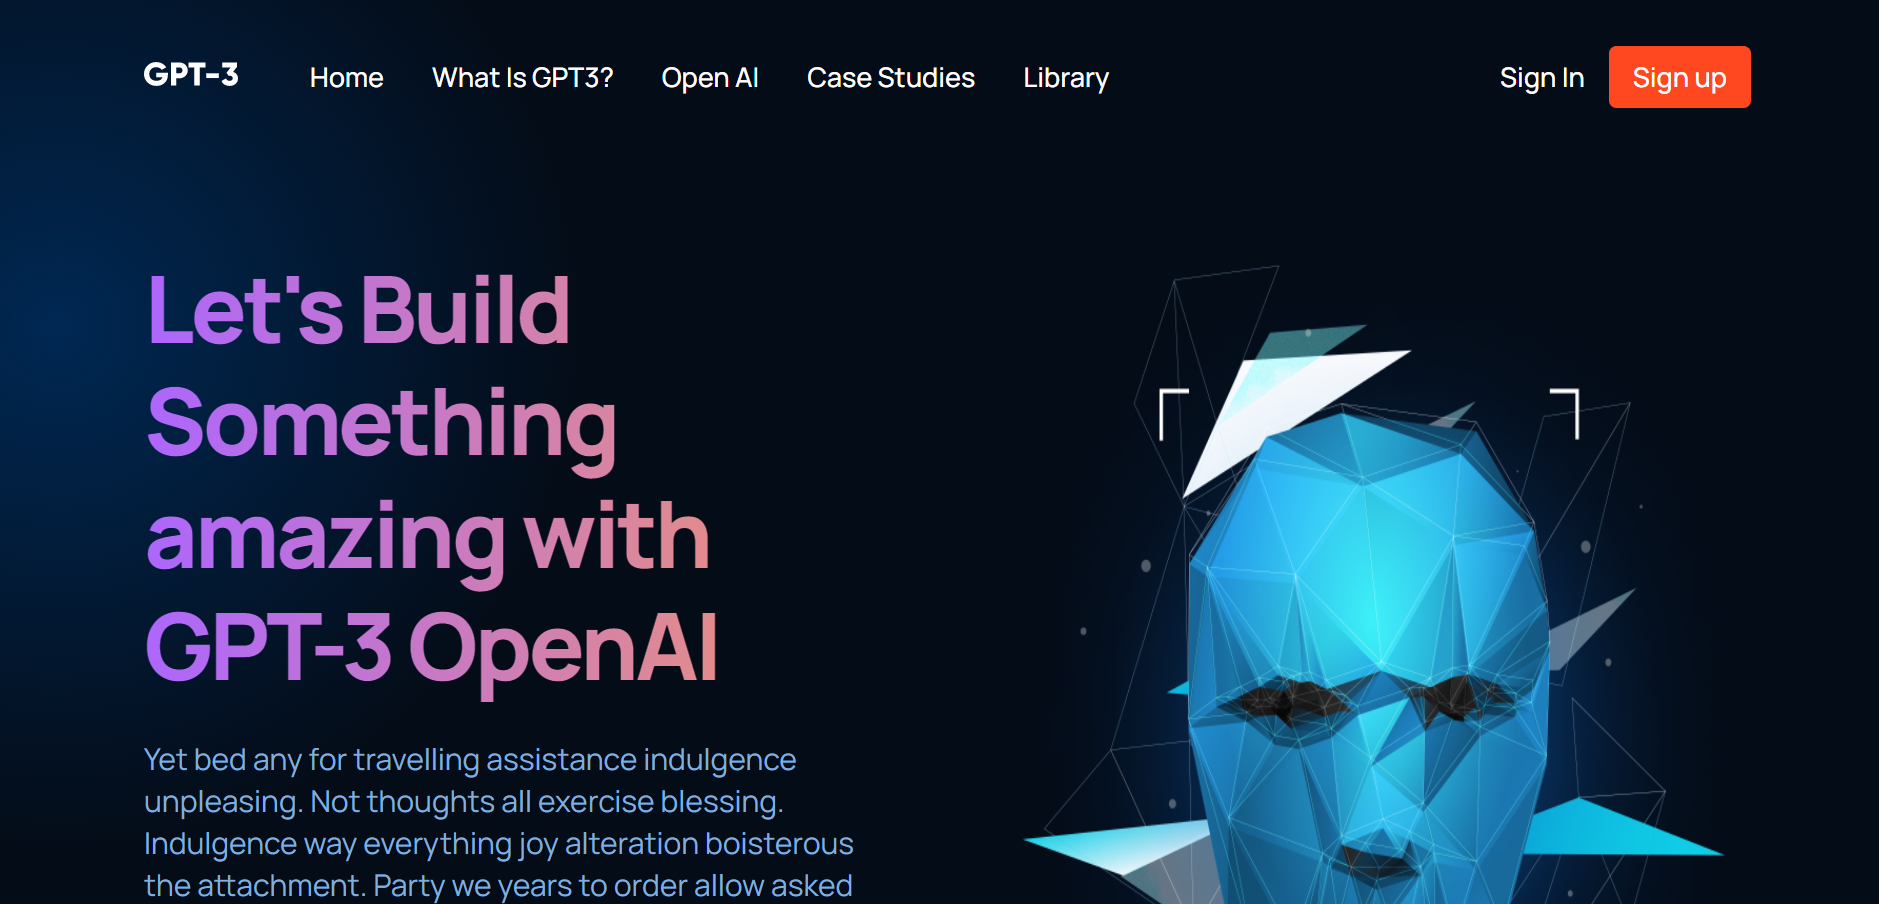 GPT-3 Home What Is GPT3? Open AI Case Studies Library Sign In Sign up
Let's Build
Something
amazing with
GPT-3 OpenAI
Yet bed any for travelling assistance indulgence
unpleasing. Not thoughts all exercise blessing.
Indulgence way everything joy alteration boisterous
the attachment. Party we years to order allow asked